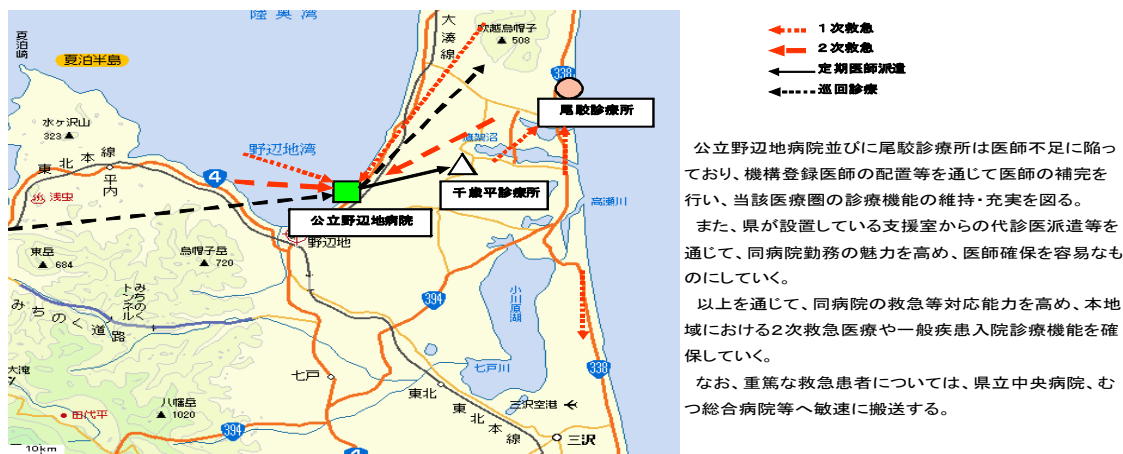 陸奥湾
大湊線
吹越烏帽子
▲ 508
夏泊崎
夏泊半島
338
尾駮診療所
水ヶ沢山
323 ▲
鷹架沼
野辺地湾
東北本線
平内
4
浅虫
千歳平診療所
高瀬川
公立野辺地病院
野辺地
東岳
▲ 684
烏帽子岳
▲ 720
みちのくトンネル
みちのく道路
394
小川原湖
七戸川
338
七戸
東北
東北本線
三沢空港
大滝
田代平
八幡岳
▲ 1020
394
三沢
10km
4
1次救急
2次救急
定期医師派遣
巡回診療
公立野辺地病院並びに尾駮診療所は医師不足に陥っ
ており、機構登録医師の配置等を通じて医師の補完を
行い、当該医療圏の診療機能の維持・充実を図る。
また、県が設置している支援室からの代診医派遣等を
通じて、同病院勤務の魅力を高め、医師確保を容易なも
のにしていく。
以上を通じて、同病院の救急等対応能力を高め、本地
域における2次救急医療や一般疾患入院診療機能を確
保していく。
なお、重篤な救急患者については、県立中央病院、む
つ総合病院等へ敏速に搬送する。